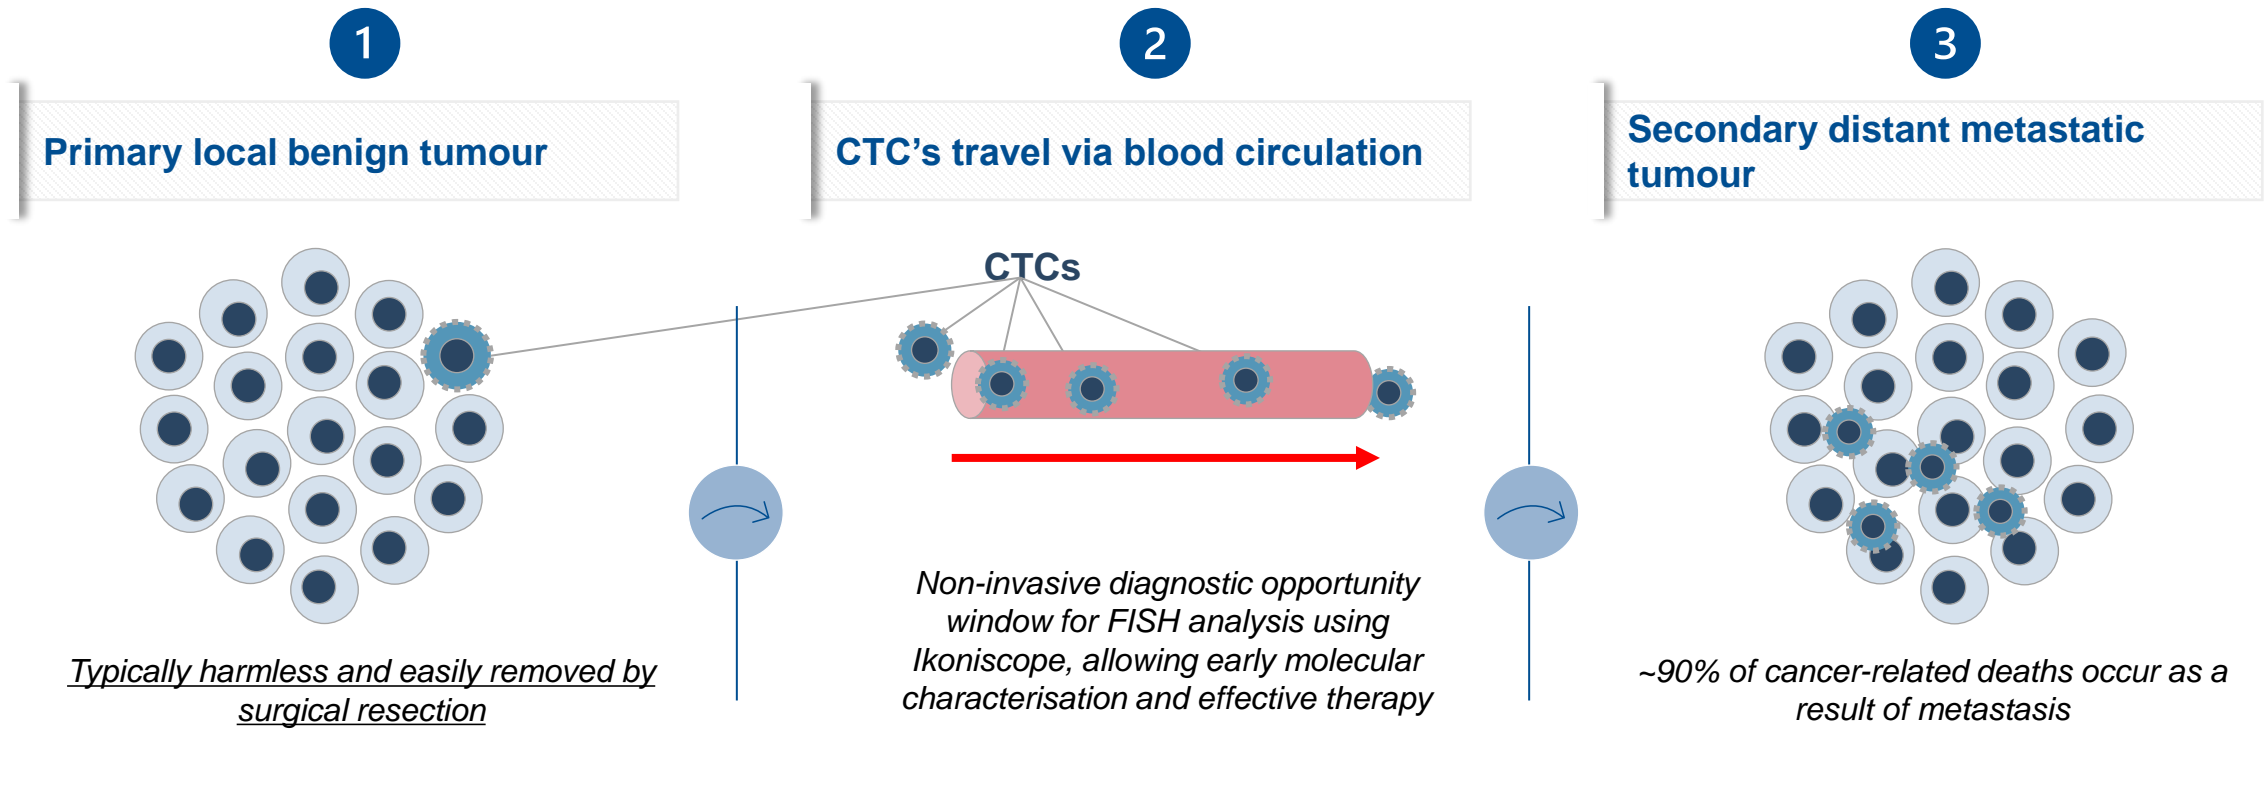 1
Primary local benign tumour
Typically harmless and easily removed by
surgical resection
2
CTC’s travel via blood circulation
CTCs
Non-invasive diagnostic opportunity
window for FISH analysis using
Ikoniscope, allowing early molecular
characterisation and effective therapy
3
Secondary distant metastatic
tumour
~90% of cancer-related deaths occur as a
result of metastasis